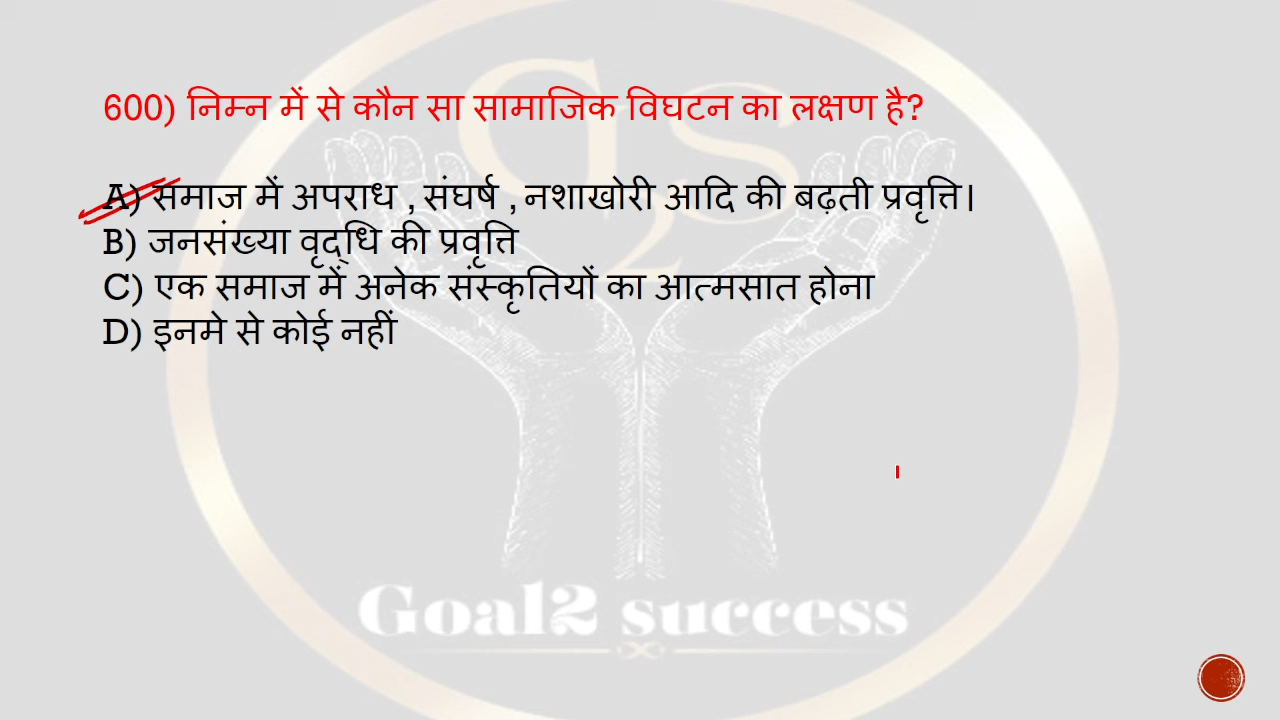 600) निम्न में से कौन सा सामाजिक विघटन का लक्षण है?
A) समाज में अपराध , संघर्ष , नशाखोरी आदि की बढ़ती प्रवृत्ति।
B) जनसंख्या वृद्धि की प्रवृत्ति
C) एक समाज में अनेक संस्कृतियों का आत्मसात होना
D) इनमे से कोई नहीं
G2S
Goal2 success